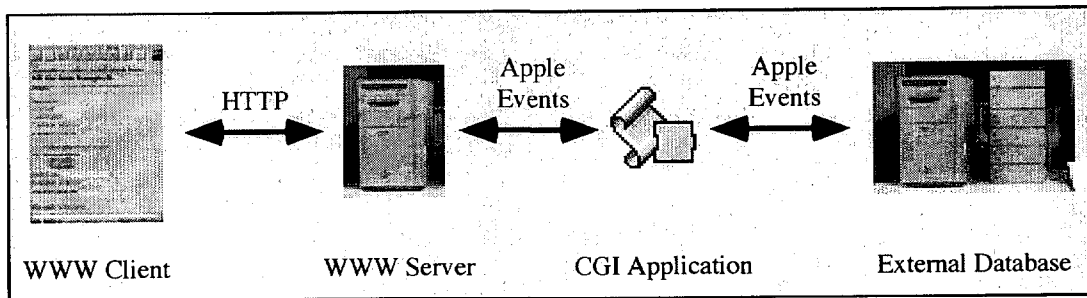 HTTP
Apple
Events
Apple
Events
WWW Client
WWW Server
CGI Application
External Database